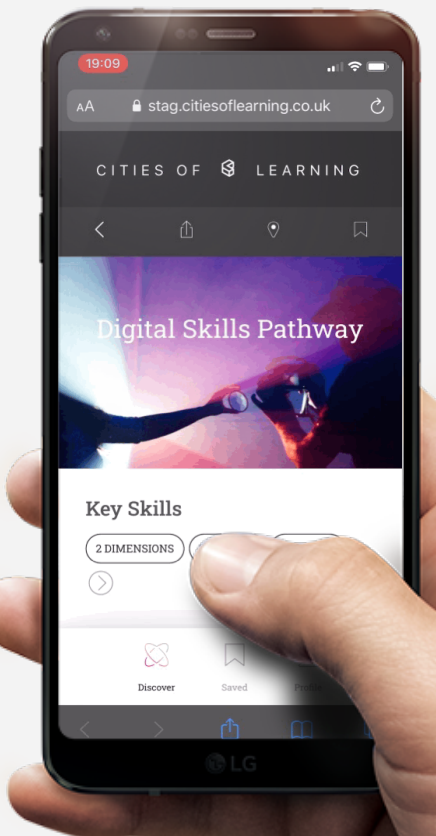 19:09
AA stag.citiesoflearning.co.uk
CITIES OF LEARNING
Digital Skills Pathway
Key Skills
2 DIMENSIONS
Discover Saved
LG